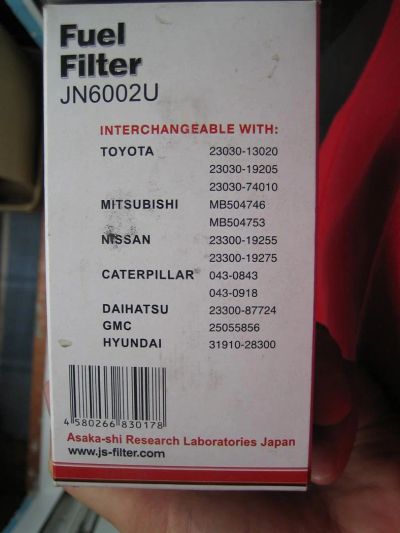 Fuel
Filter
JN6002U
INTERCHANGEABLE WITH:
TOYOTA 23030-13020
23030-19205
23030-74010
MITSUBISHI MB504746
MB504753
NISSAN 23300-19255
23300-19275
CATERPILLAR 043-0843
043-0918
DAIHATSU 23300-87724
GMC 25055856
HYUNDAI 31910-28300
4 580266 830178
Asaka-shi Research Laboratories Japan
www.js-filter.com